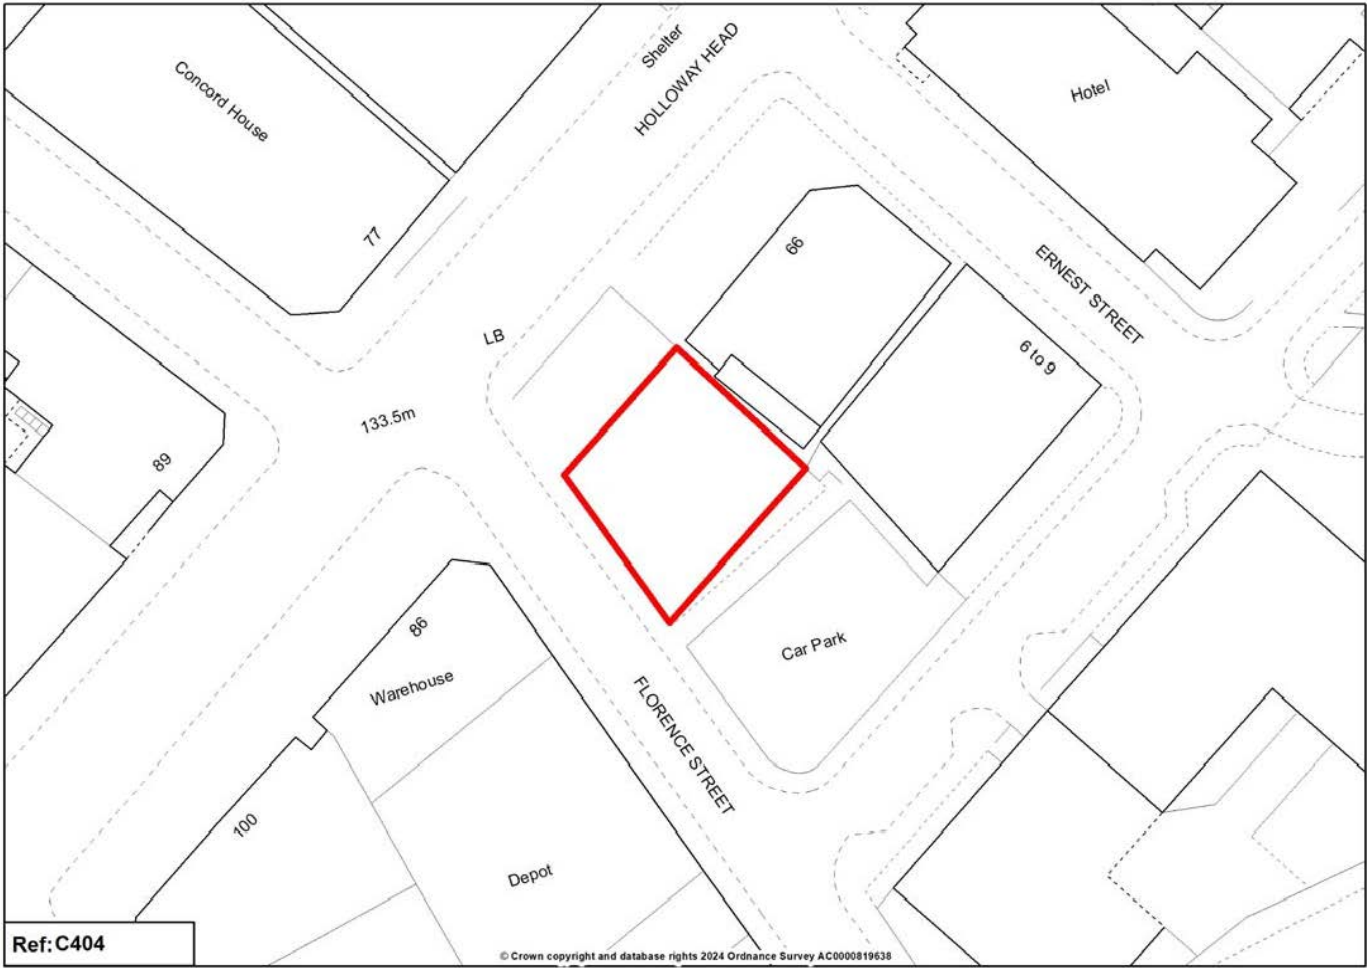 Shelter
HOLLOWAY HEAD
Concord House
Hotel
77
66
ERNEST STREET
LB
6 to 9
133.5m
89
86
Warehouse
Car Park
FLORENCE STREET
100
Depot
Ref:C404
© Crown copyright and database rights 2024 Ordnance Survey AC0000819638